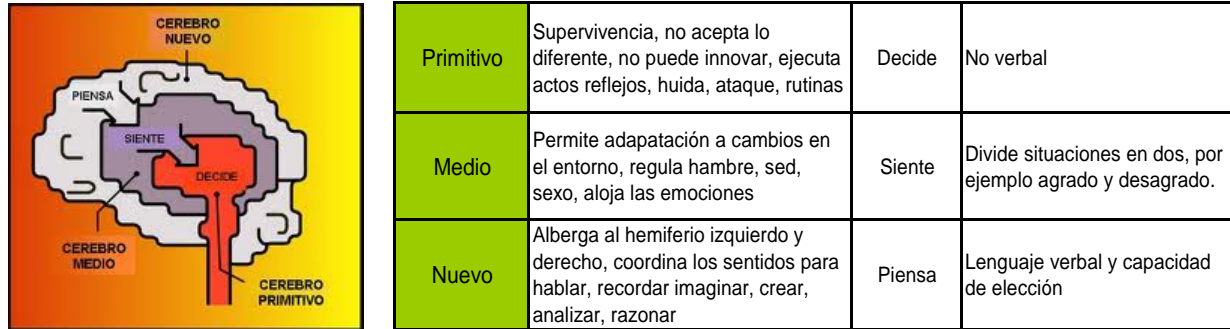 CEREBRO
NUEVO
PIENSA
SIENTE
DECIDE
CEREBRO
MEDIO
CEREBRO
PRIMITIVO
Primitivo
Supervivencia, no acepta lo
diferente, no puede innovar, ejecuta
actos reflejos, huida, ataque, rutinas
Decide
No verbal
Medio
Permite adapatación a cambios en
el entorno, regula hambre, sed,
sexo, aloja las emociones
Siente
Divide situaciones en dos, por
ejemplo agrado y desagrado.
Nuevo
Alberga al hemiferio izquierdo y
derecho, coordina los sentidos para
hablar, recordar imaginar, crear,
analizar, razonar
Piensa
Lenguaje verbal y capacidad
de elección